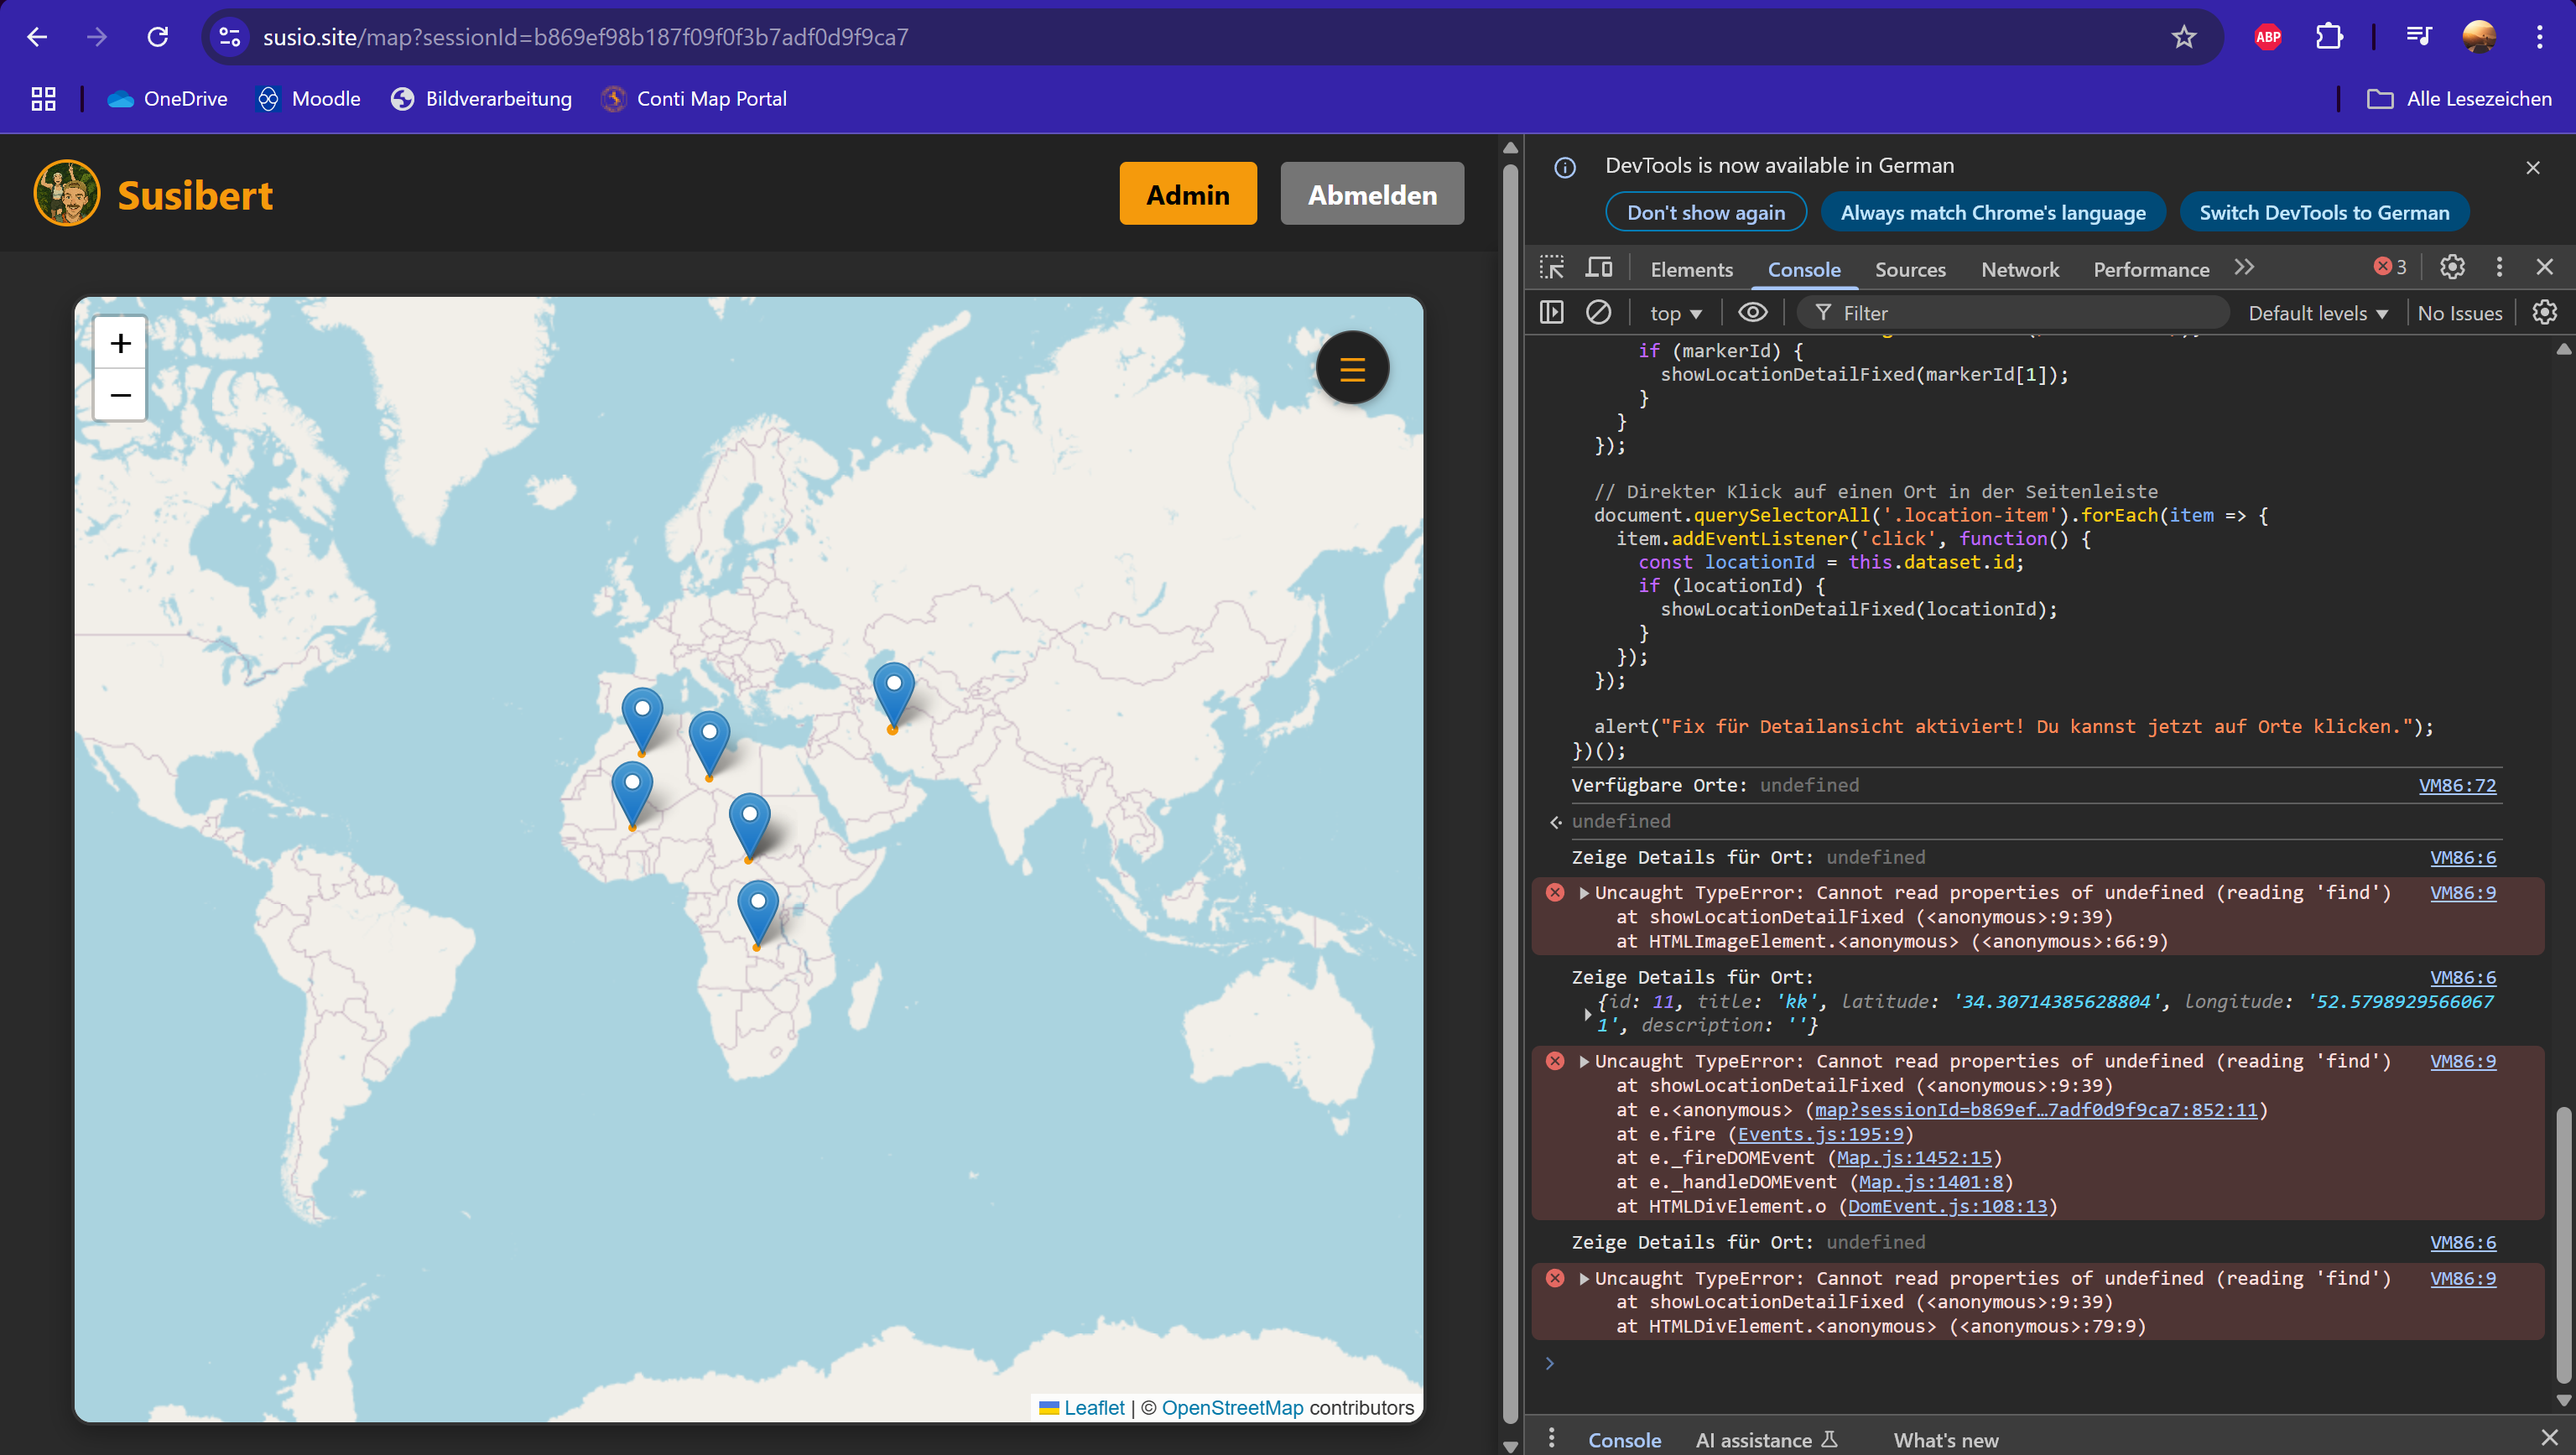 susio.site/map?sessionId=b869ef98b187f09f0f3b7adf0d9f9ca7
ABP
OneDrive
Moodle
Bildverarbeitung
Conti Map Portal
Alle Lesezeichen
Susibert
Admin
Abmelden
+
−
Leaflet | © OpenStreetMap contributors
DevTools is now available in German
Don't show again
Always match Chrome's language
Switch DevTools to German
Elements
Console
Sources
Network
Performance
3
top
Filter
Default levels
No Issues
if (markerId) {
showLocationDetailFixed(markerId[1]);
}
}
});
// Direkter Klick auf einen Ort in der Seitenleiste
document.querySelectorAll('.location-item').forEach(item => {
item.addEventListener('click', function() {
const locationId = this.dataset.id;
if (locationId) {
showLocationDetailFixed(locationId);
}
});
});
alert("Fix für Detailansicht aktiviert! Du kannst jetzt auf Orte klicken.");
})();
Verfügbare Orte: undefined VM86:72
undefined
Zeige Details für Ort: undefined VM86:6
Uncaught TypeError: Cannot read properties of undefined (reading 'find') VM86:9
at showLocationDetailFixed (<anonymous>:9:39)
at HTMLImageElement.<anonymous> (<anonymous>:66:9)
Zeige Details für Ort: VM86:6
{id: 11, title: 'kk', latitude: '34.30714385628804', longitude: '52.5798929566067
1', description: ''}
Uncaught TypeError: Cannot read properties of undefined (reading 'find') VM86:9
at showLocationDetailFixed (<anonymous>:9:39)
at e.<anonymous> (map?sessionId=b869ef…7adf0d9f9ca7:852:11)
at e.fire (Events.js:195:9)
at e._fireDOMEvent (Map.js:1452:15)
at e._handleDOMEvent (Map.js:1401:8)
at HTMLDivElement.o (DomEvent.js:108:13)
Zeige Details für Ort: undefined VM86:6
Uncaught TypeError: Cannot read properties of undefined (reading 'find') VM86:9
at showLocationDetailFixed (<anonymous>:9:39)
at HTMLDivElement.<anonymous> (<anonymous>:79:9)
Console
AI assistance
What's new